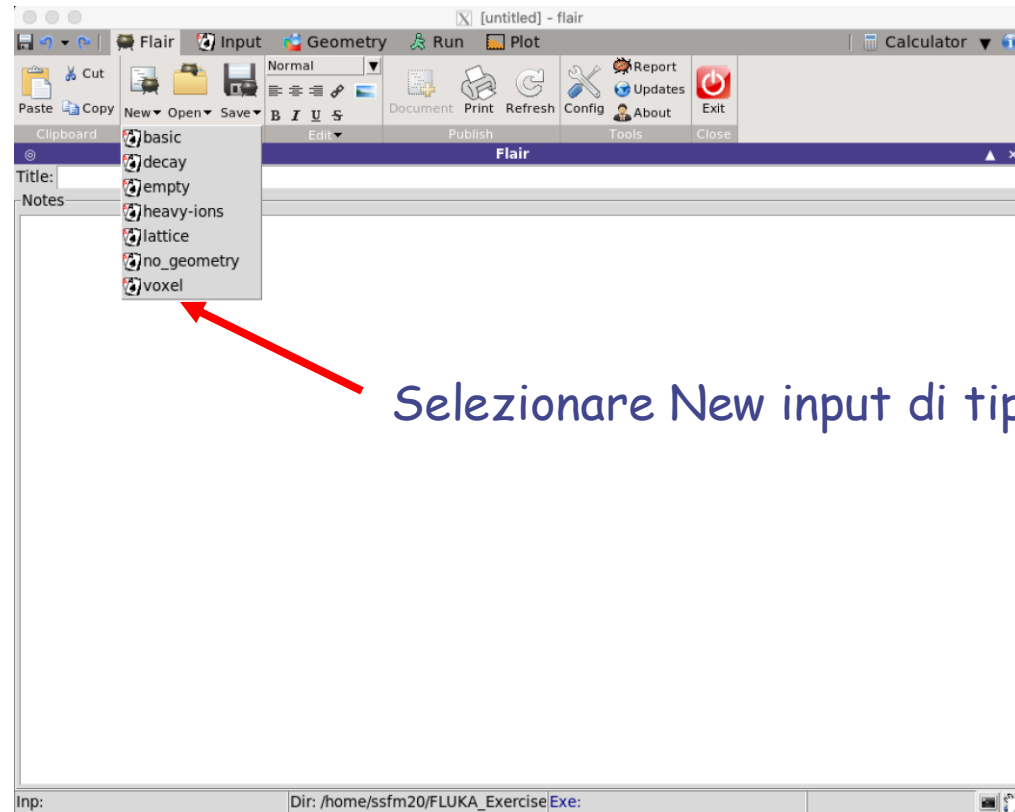 [untitled] - flair
Flair Input Geometry Run Plot Calculator
Cut Normal Report
Updates
Paste Copy New Open Save B I U S Document Print Refresh Config About Exit
Clipboard Edit Publish Tools Close
basic
Flair
decay
Title:
empty
Notes
heavy-ions
lattice
no_geometry
voxel
Selezionare New input di
Inp: Dir: /home/ssfm20/FLUKA_Exercise Exe: